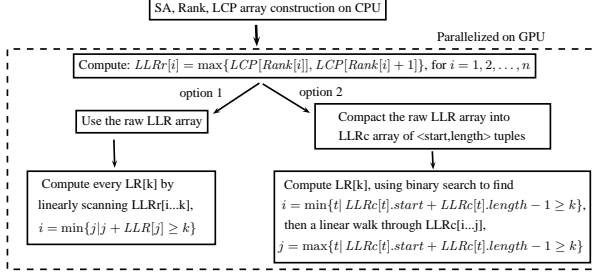 SA, Rank, LCP array construction on CPU
Parallelized on GPU
Compute: LLRr[i] = max{LCP[Rank[i]], LCP[Rank[i] + 1]}, for i = 1, 2, . . . , n
option 1
option 2
Use the raw LLR array
Compact the raw LLR array into
LLRc array of <start,length> tuples
Compute every LR[k] by
linearly scanning LLRr[i...k],
i = min{j|j + LLR[j] ≥ k}
Compute LR[k], using binary search to find
i = min{t| LLRc[t].start + LLRc[t].length − 1 ≥ k},
then a linear walk through LLRc[i...j],
j = max{t| LLRc[t].start + LLRc[t].length − 1 ≥ k}